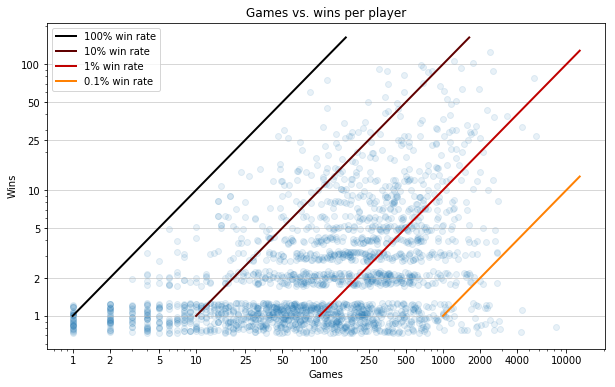 Games vs. wins per player
100% win rate
10% win rate
1% win rate
0.1% win rate
Wins
100
50
25
10
5
2
1
1 2 5 10 25 50 100 250 500 1000 2000 4000 10000
Games